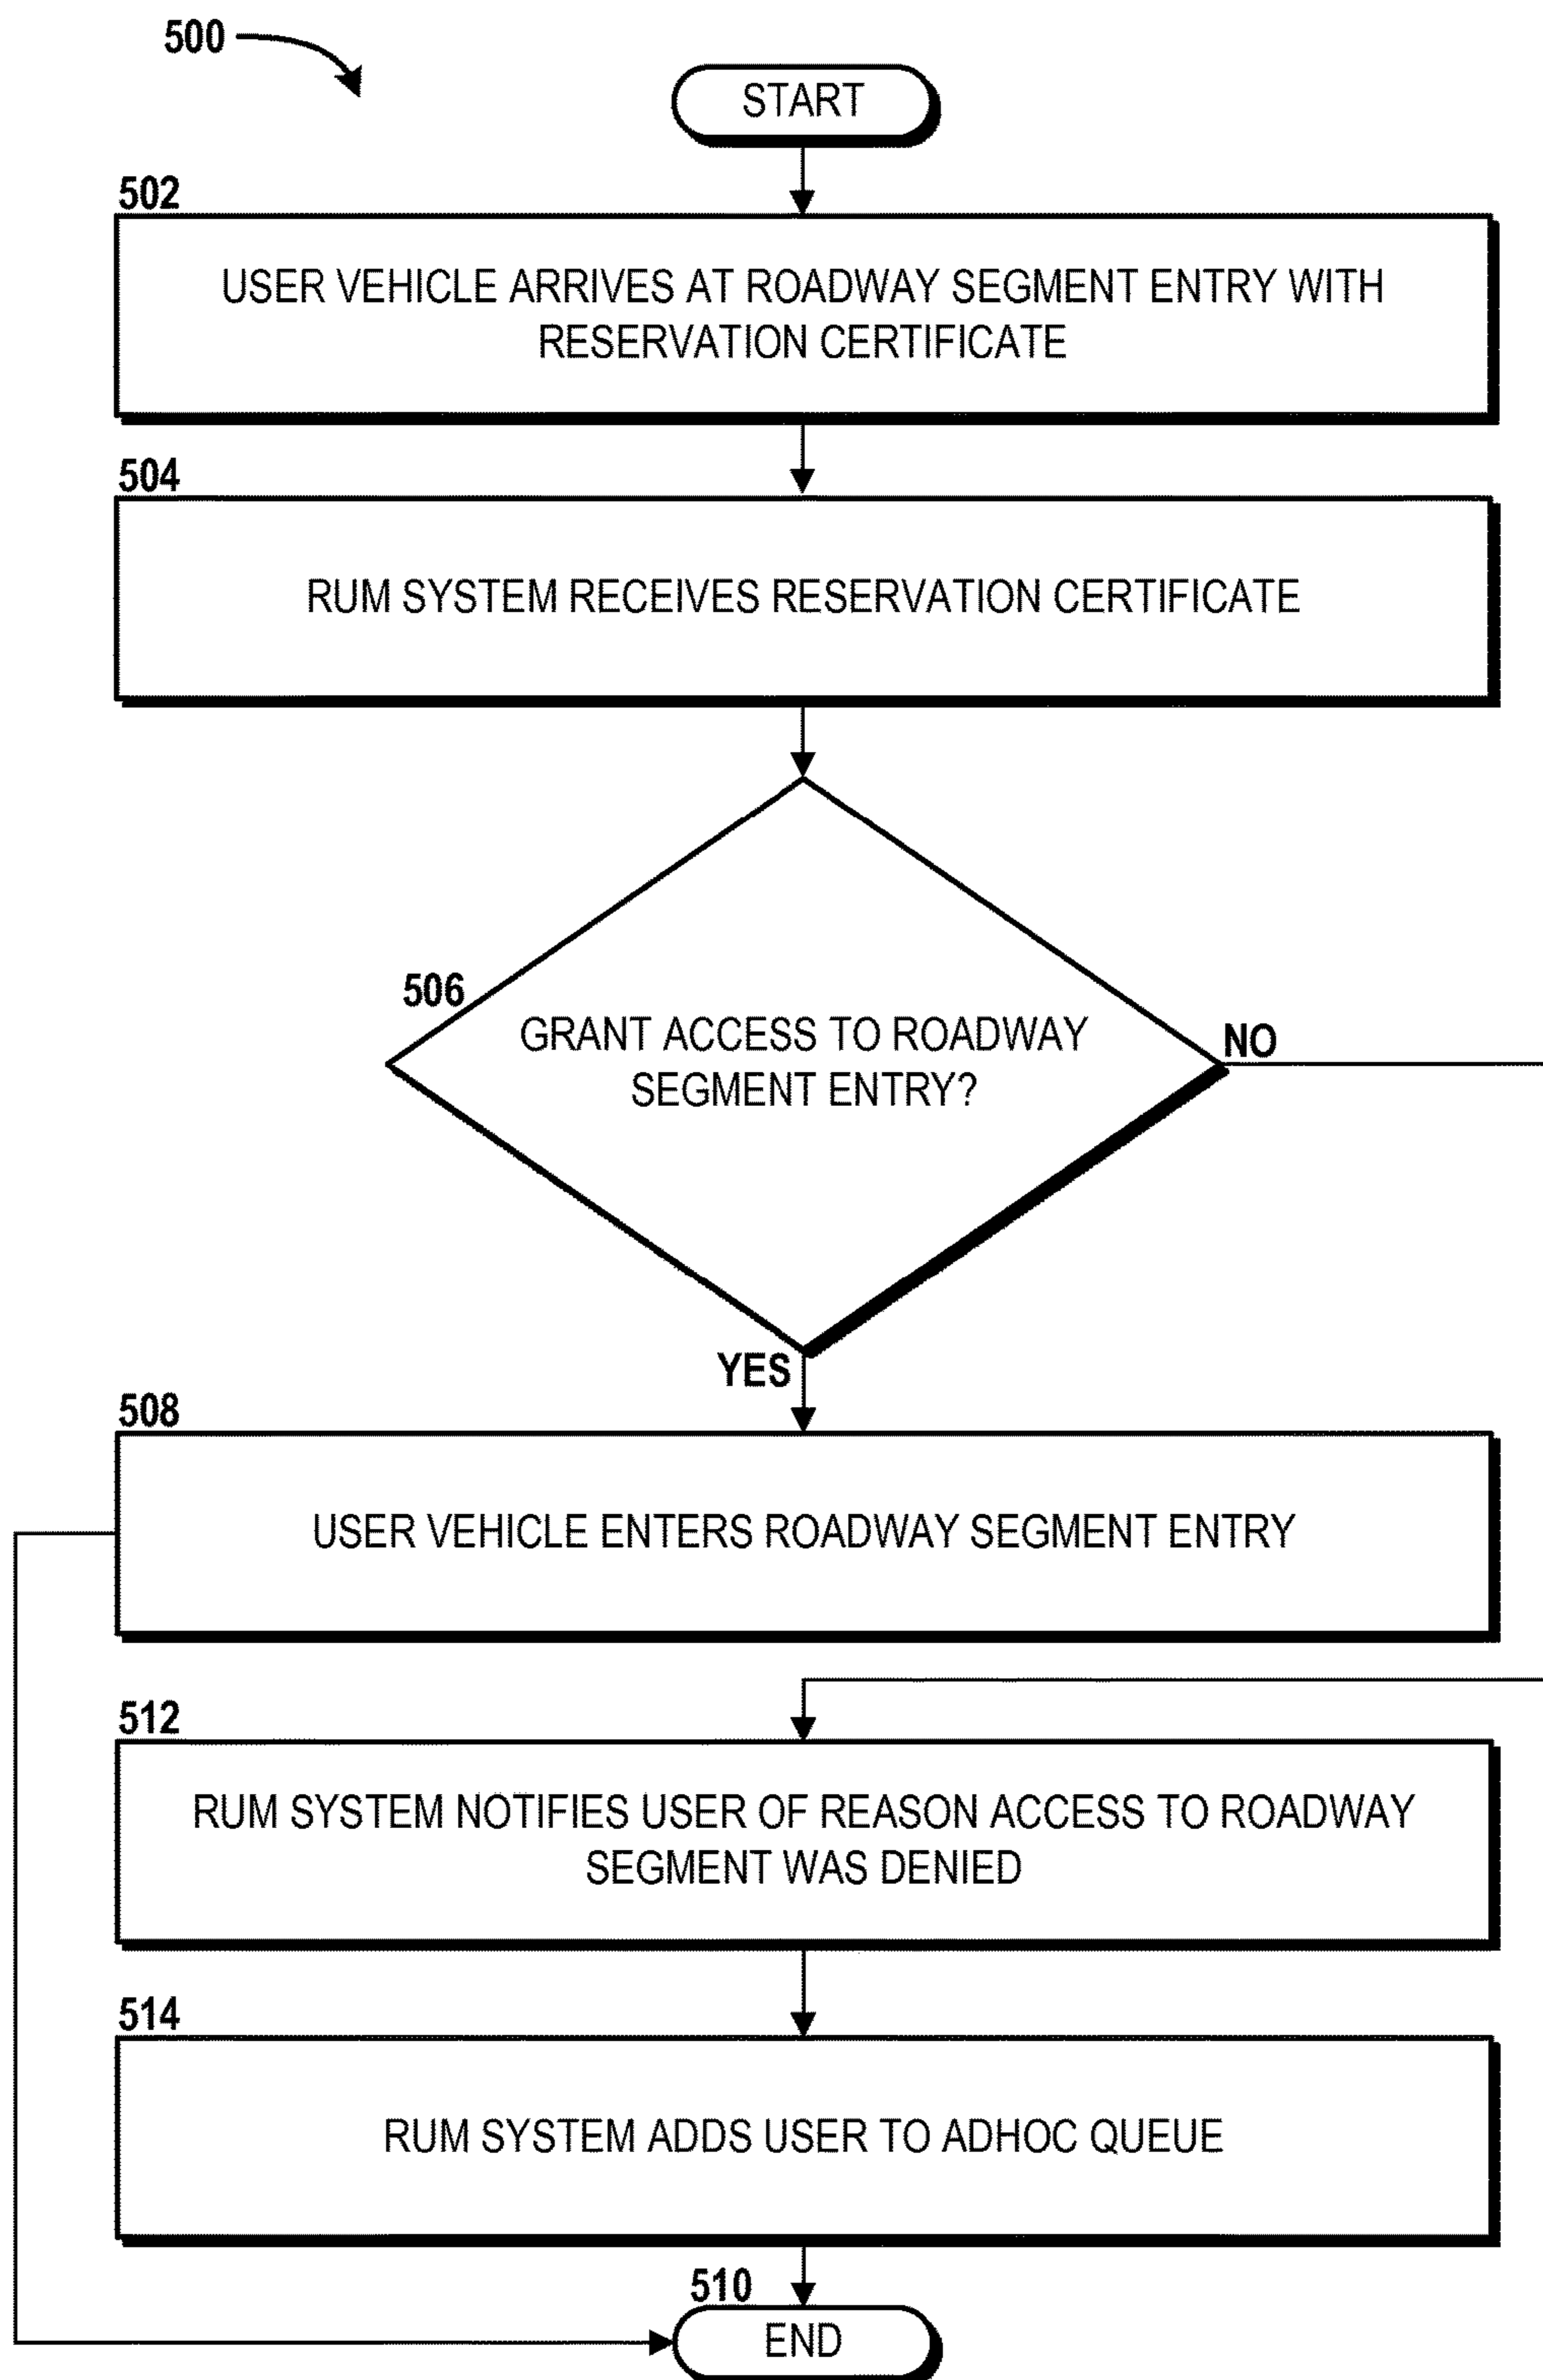 500
START
502
USER VEHICLE ARRIVES AT ROADWAY SEGMENT ENTRY WITH
RESERVATION CERTIFICATE
504
RUM SYSTEM RECEIVES RESERVATION CERTIFICATE
506
GRANT ACCESS TO ROADWAY
SEGMENT ENTRY?
NO
YES
508
USER VEHICLE ENTERS ROADWAY SEGMENT ENTRY
512
RUM SYSTEM NOTIFIES USER OF REASON ACCESS TO ROADWAY
SEGMENT WAS DENIED
514
RUM SYSTEM ADDS USER TO ADHOC QUEUE
510
END